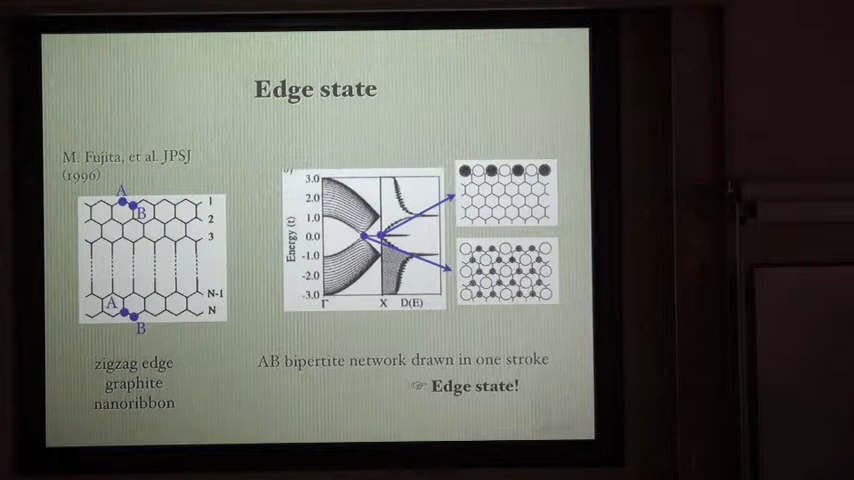 Edge state
M. Fujita, et al. JPSJ
(1996)
A
B
1
2
3
N-1
N
A
B
zigzag edge
graphite
nanoribbon
3.0
2.0
1.0
0.0
-1.0
-2.0
-3.0
Energy (t)
Γ X D(E)
AB bipertite network drawn in one stroke
☞ Edge state!